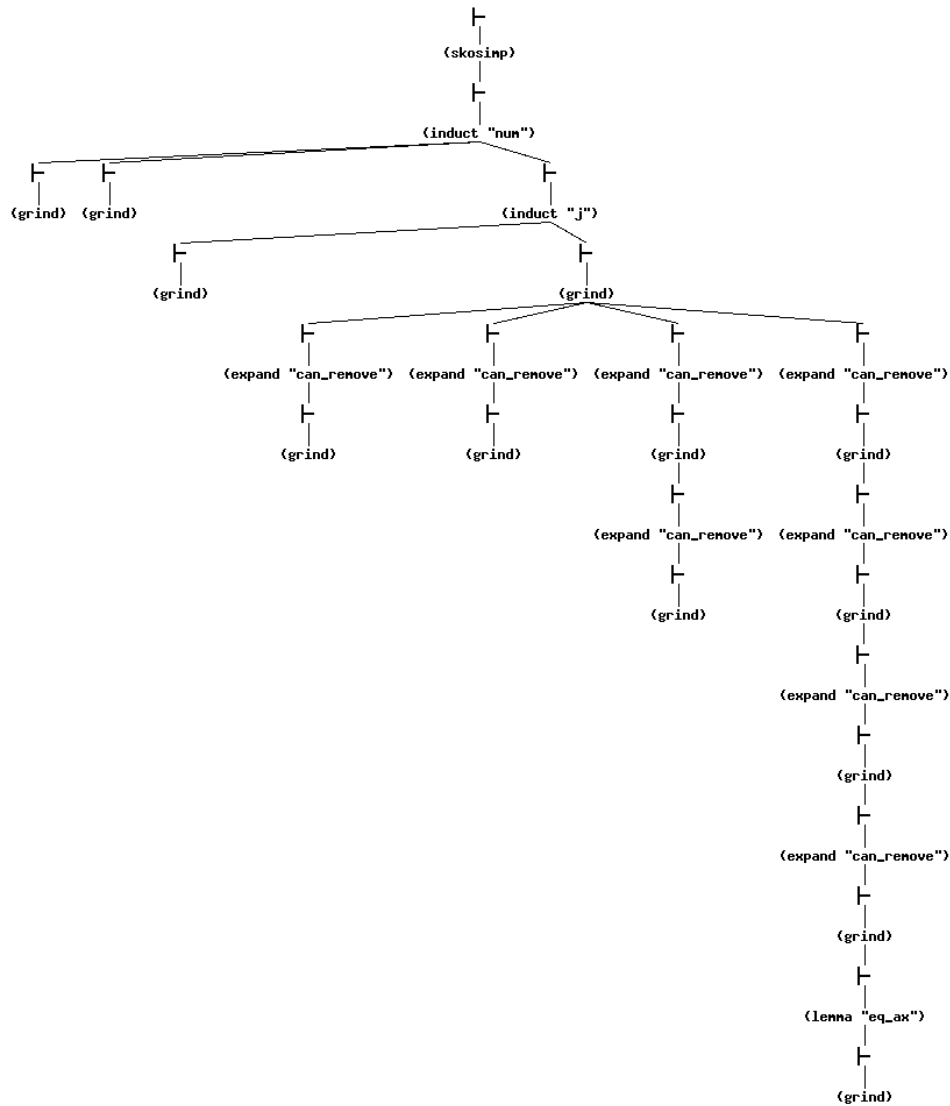 (skosimp)
(induct "num")
(grind) (grind) (induct "j")
(grind) (grind)
(expand "can_remove") (expand "can_remove") (expand "can_remove") (expand "can_remove")
(grind) (grind) (grind) (grind)
(expand "can_remove") (expand "can_remove")
(grind) (grind)
(expand "can_remove")
(grind)
(expand "can_remove")
(grind)
(lemma "eq_ax")
(grind)